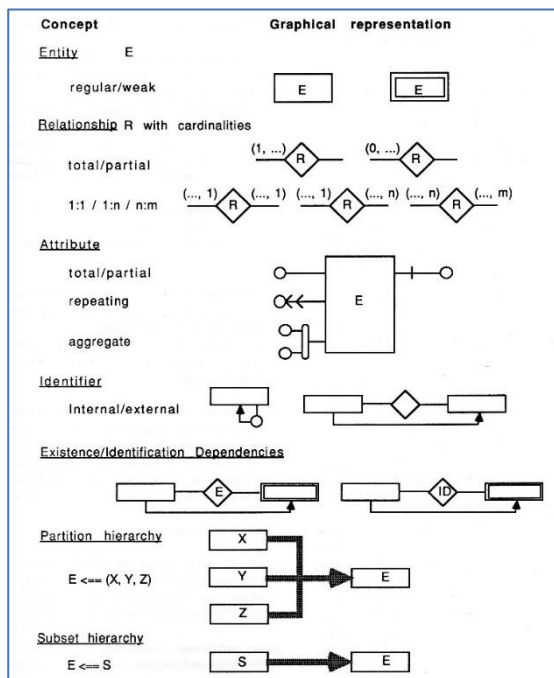 Concept Graphical representation
Entity E
regular/weak E E
Relationship R with cardinalities
(1, ...) (0, ...)
total/partial R R
(..., 1) (..., 1) (..., 1) (..., n) (..., n) (..., m)
1:1 / 1:n / n:m R R R
Attribute
total/partial
repeating E
aggregate
Identifier
Internal/external
Existence/Identification Dependencies
E ID
Partition hierarchy X
E <== (X, Y, Z) Y E
Z
Subset hierarchy
E <== S S E